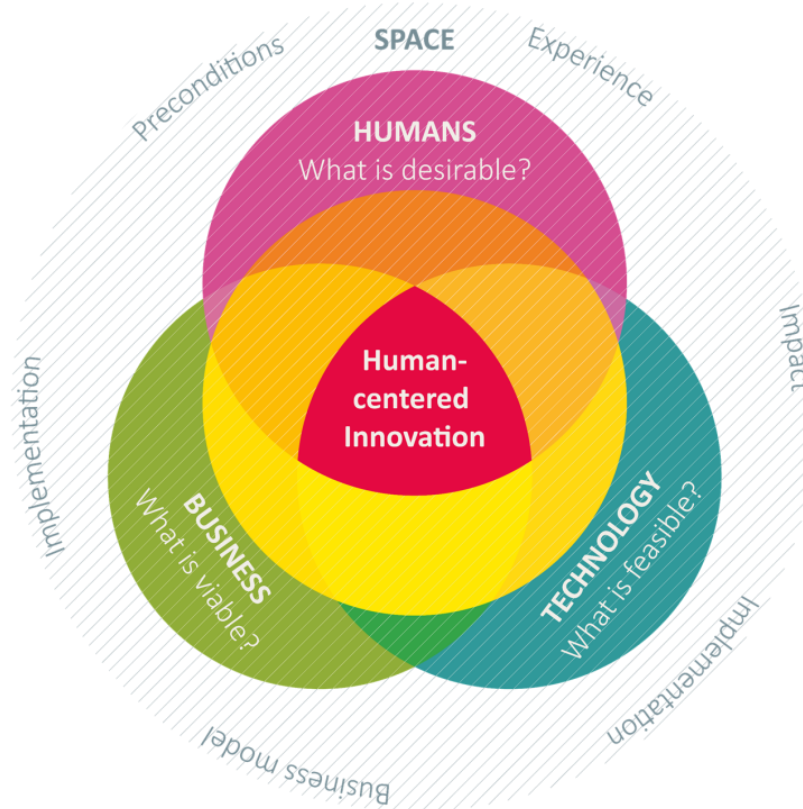 SPACE
Preconditions
Experience
HUMANS
What is desirable?
Impact
Human-
centered
Innovation
Implementation
BUSINESS
What is viable?
TECHNOLOGY
What is feasible?
Implementation
Business model